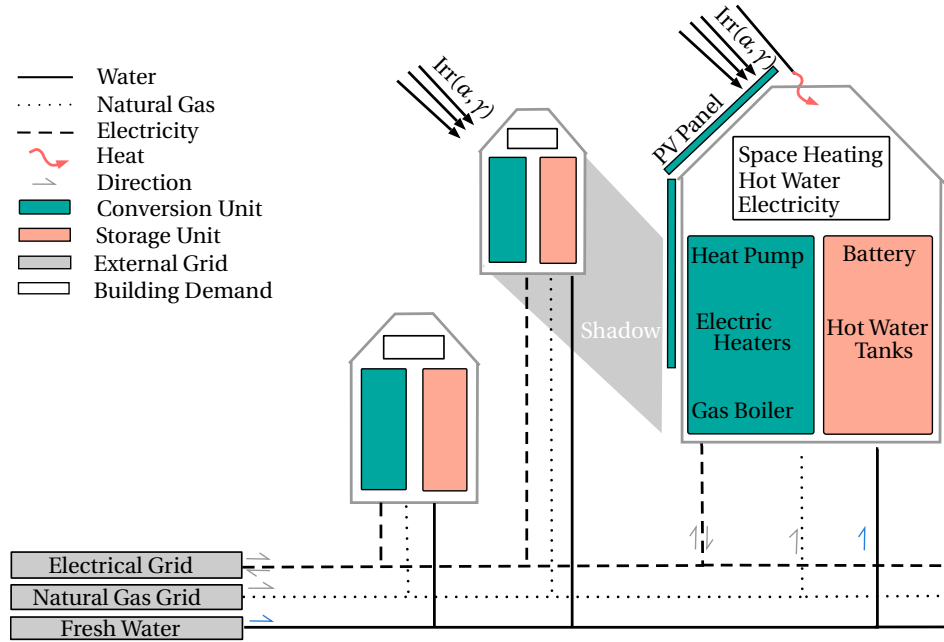 Water
Natural Gas
Electricity
Heat
Direction
Conversion Unit
Storage Unit
External Grid
Building Demand
Irr(α,γ)
Irr(α,γ)
PV Panel
Space Heating
Hot Water
Electricity
Heat Pump
Electric
Heaters
Gas Boiler
Battery
Hot Water
Tanks
Shadow
Electrical Grid
Natural Gas Grid
Fresh Water